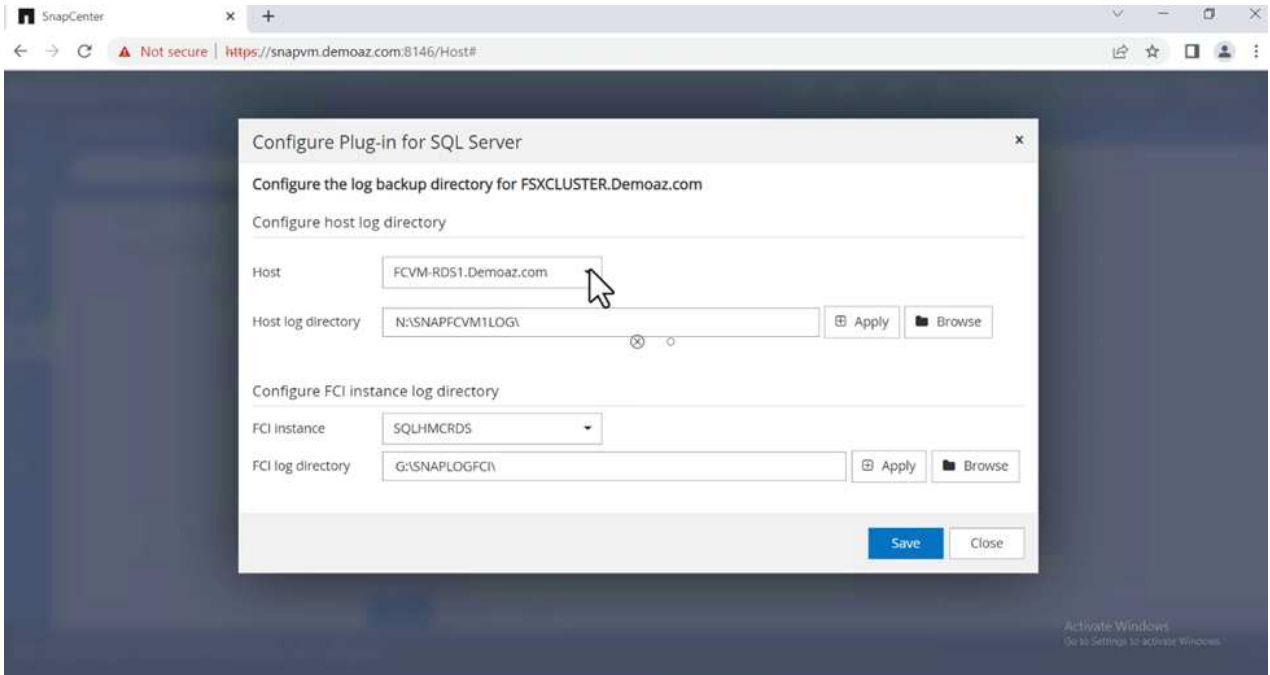 SnapCenter
Not secure https://snapvm.demoaz.com:8146/Host#
Configure Plug-in for SQL Server
Configure the log backup directory for FSXCLUSTER.Demoaz.com
Configure host log directory
Host FCVM-RDS1.Demoaz.com
Host log directory N:\SNAPFCVM1LOG\ Apply Browse
Configure FCI instance log directory
FCI instance SQLHMCRDS
FCI log directory G:\SNAPLOGFCI\ Apply Browse
Save Close
Activate Windows
Go to Settings to activate Windows.